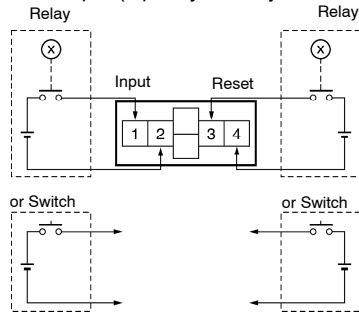 Relay
Relay
X
X
Input
Reset
1 2 3 4
or Switch
or Switch